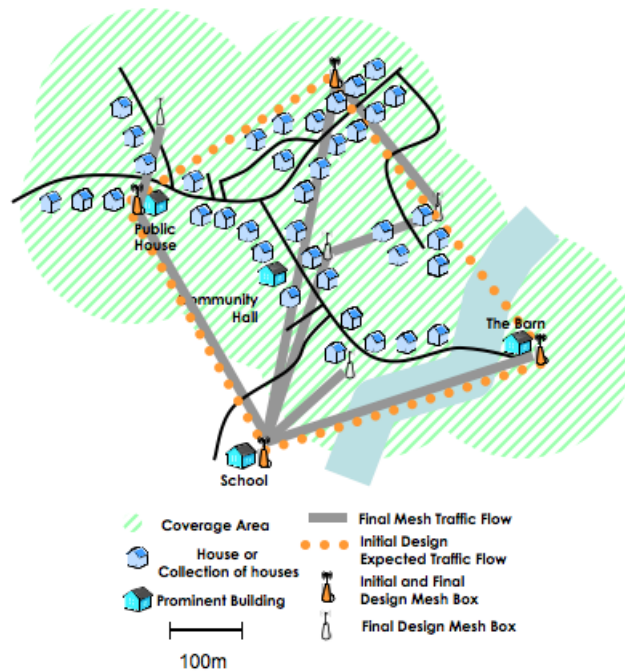 Public
House
Community
Hall
The Barn
School
Coverage Area
House or
Collection of houses
Prominent Building
Final Mesh Traffic Flow
Initial Design
Expected Traffic Flow
Initial and Final
Design Mesh Box
Final Design Mesh Box
100m